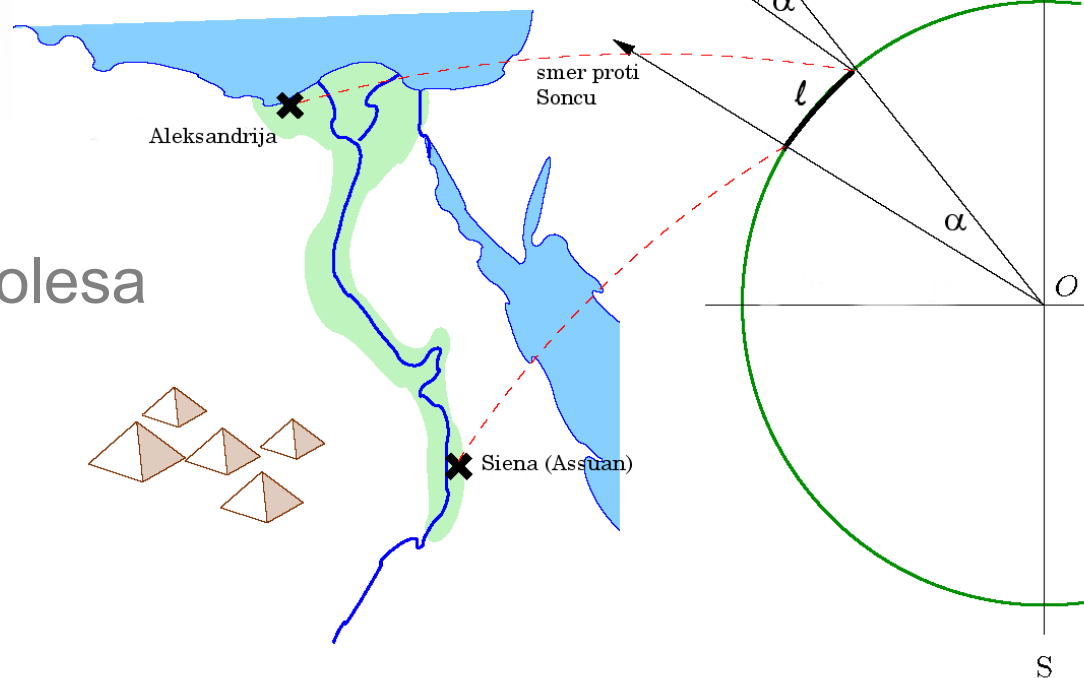 α
smer proti
Soncu
ℓ
Aleksandrija
α
olesa
O
Siena (Assuan)
S